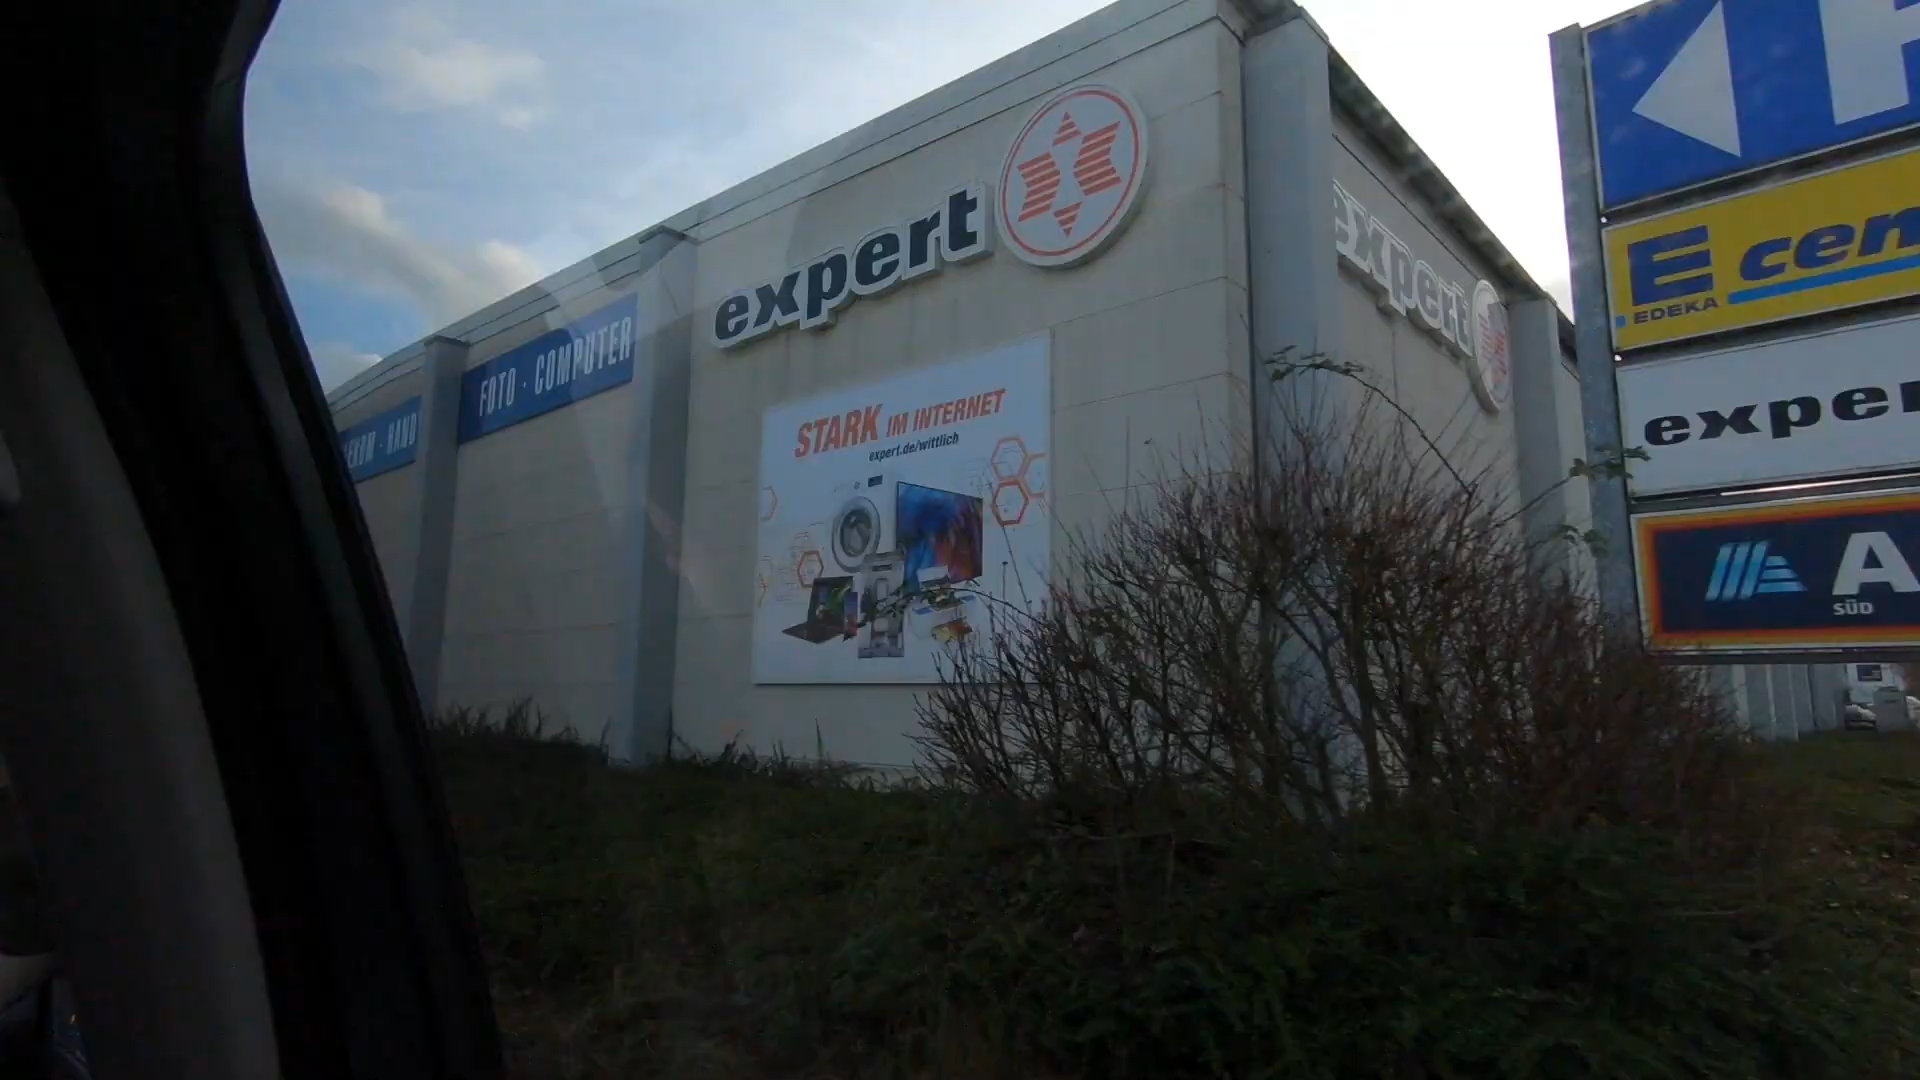 expert
FOTO · COMPUTER
STARK IM INTERNET
expert.de/wittlich
expert
E cen
EDEKA
exper
A
SÜD